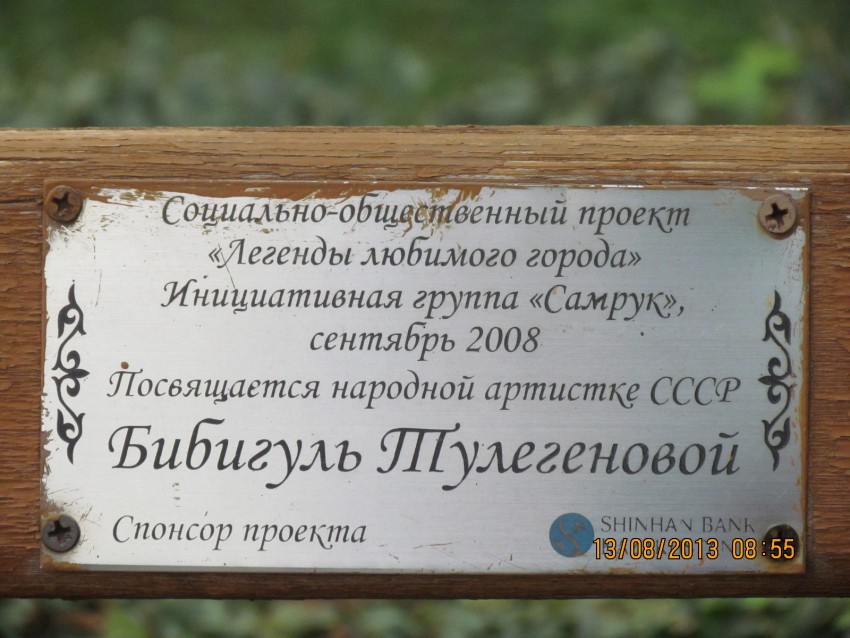 Социально-общественный проект
«Легенды любимого города»
Инициативная группа «Самрук»,
сентябрь 2008
Посвящается народной артистке СССР
Бибигуль Тулегеновой
Спонсор проекта
SHINHAN BANK
13/08/2013 08:55